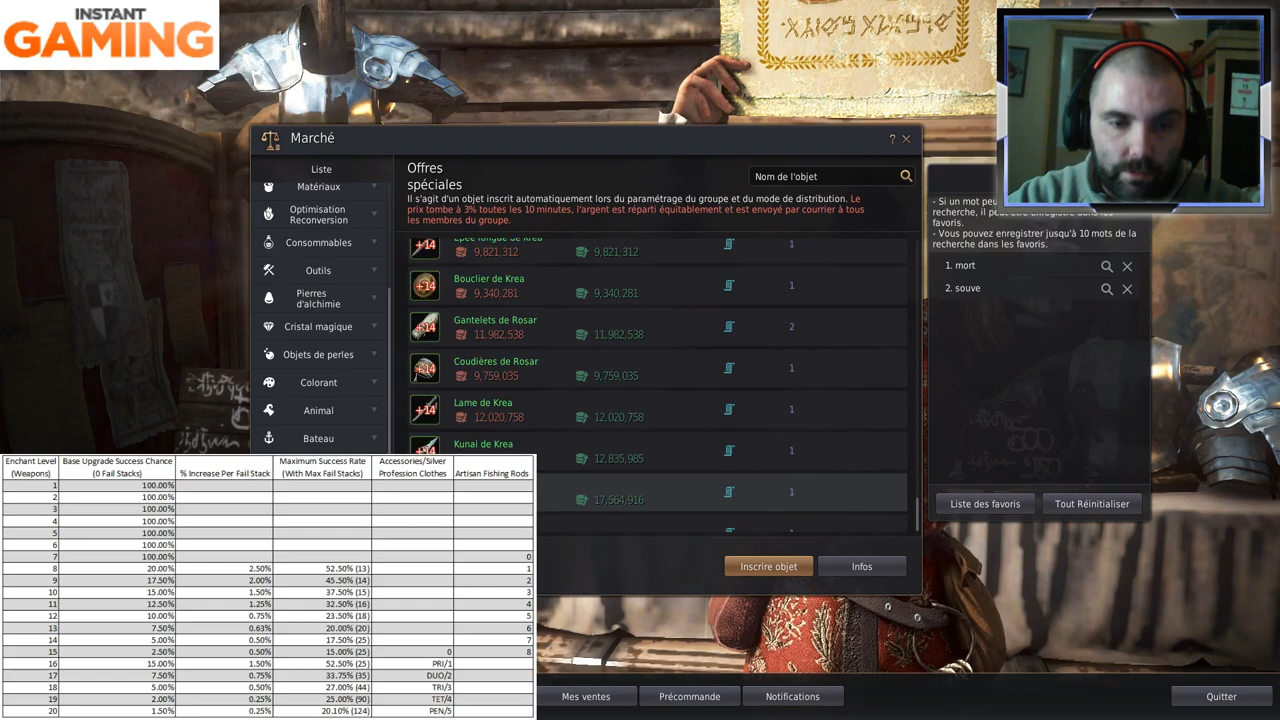 INSTANT
GAMING
Marché
?
Liste
Matériaux
Optimisation
Reconversion
Consommables
Outils
Pierres
d'alchimie
Cristal magique
Objets de perles
Colorant
Animal
Bateau
Offres
spéciales
Nom de l'objet
Il s'agit d'un objet inscrit automatiquement lors du paramétrage du groupe et du mode de distribution. Le
prix tombe à 3% toutes les 10 minutes, l'argent est réparti équitablement et est envoyé par courrier à tous
les membres du groupe.
+14 Épée longue de Krea
9,821,312 9,821,312 1
+14 Bouclier de Krea
9,340,281 9,340,281 1
+14 Gantelets de Rosar
11,982,538 11,982,538 2
+14 Coudières de Rosar
9,759,035 9,759,035 1
+14 Lame de Krea
12,020,758 12,020,758 1
+14 Kunai de Krea
12,835,985 1
17,564,916 1
Inscrire objet
Infos
- Si un mot
recherche, il
favoris.
- Vous pouvez enregistrer jusqu'à 10 mots de la
recherche dans les favoris.
1. mort
2. souve
Liste des favoris
Tout Réinitialiser
Mes ventes
Précommande
Notifications
Quitter
Enchant Level Base Upgrade Success Chance Maximum Success Rate Accessories/Silver
(Weapons) (0 Fail Stacks) % Increase Per Fail Stack (With Max Fail Stacks) Profession Clothes Artisan Fishing Rods
1 100.00%
2 100.00%
3 100.00%
4 100.00%
5 100.00%
6 100.00%
7 100.00% 0
8 20.00% 2.50% 52.50% (13) 1
9 17.50% 2.00% 45.50% (14) 2
10 15.00% 1.50% 37.50% (15) 3
11 12.50% 1.25% 32.50% (16) 4
12 10.00% 0.75% 23.50% (18) 5
13 7.50% 0.63% 20.00% (20) 6
14 5.00% 0.50% 17.50% (25) 7
15 2.50% 0.50% 15.00% (25) 0 8
16 15.00% 1.50% 52.50% (25) PRI/1
17 7.50% 0.75% 33.75% (35) DUO/2
18 5.00% 0.50% 27.00% (44) TRI/3
19 2.00% 0.25% 25.00% (90) TET/4
20 1.50% 0.25% 20.10% (124) PEN/5